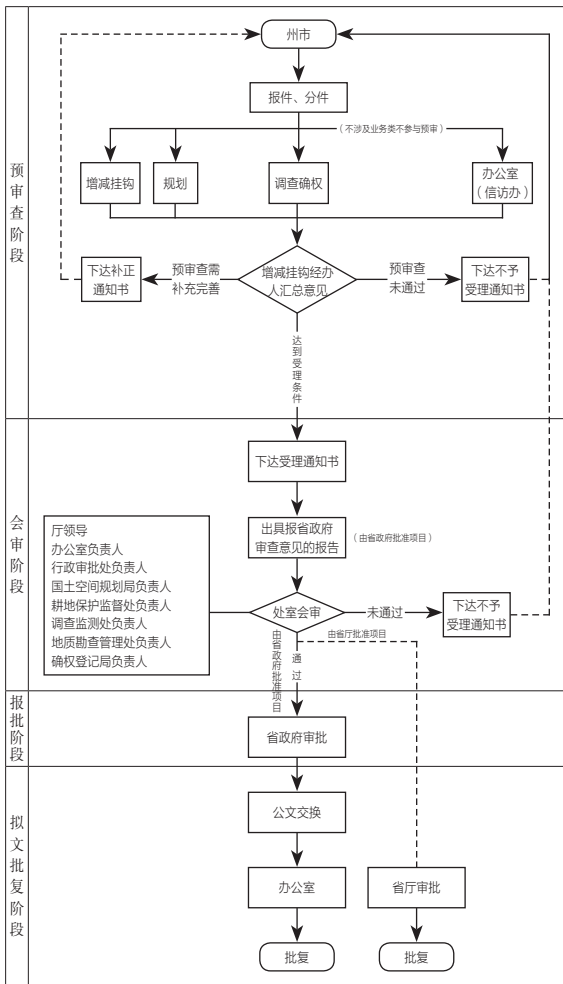 预审查阶段
州市
报件、分件
（不涉及业务类不参与预审）
增减挂钩
规划
调查确权
办公室
（信访办）
下达补正
通知书
预审查需
补充完善
增减挂钩经办
人汇总意见
预审查
未通过
下达不予
受理通知书
达到受理条件
会审阶段
下达受理通知书
出具报省政府
审查意见的报告
（由省政府批准项目）
厅领导
办公室负责人
行政审批处负责人
国土空间规划局负责人
耕地保护监督处负责人
调查监测处负责人
地质勘查管理处负责人
确权登记局负责人
处室会审
未通过
下达不予
受理通知书
由省厅批准项目
由省政府批准项目
通过
报批阶段
省政府审批
拟文批复阶段
公文交换
办公室
省厅审批
批复
批复